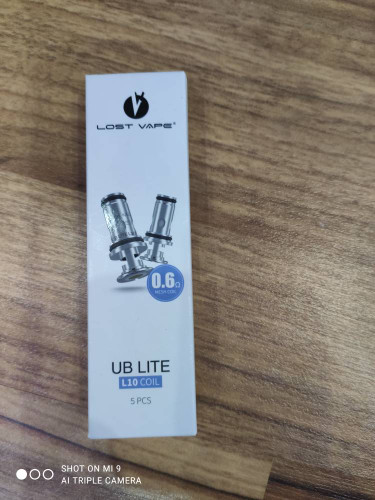 LOST VAPE
0.6Ω
UB LITE
L10 COIL
5 PCS
SHOT ON MI 9
AI TRIPLE CAMERA